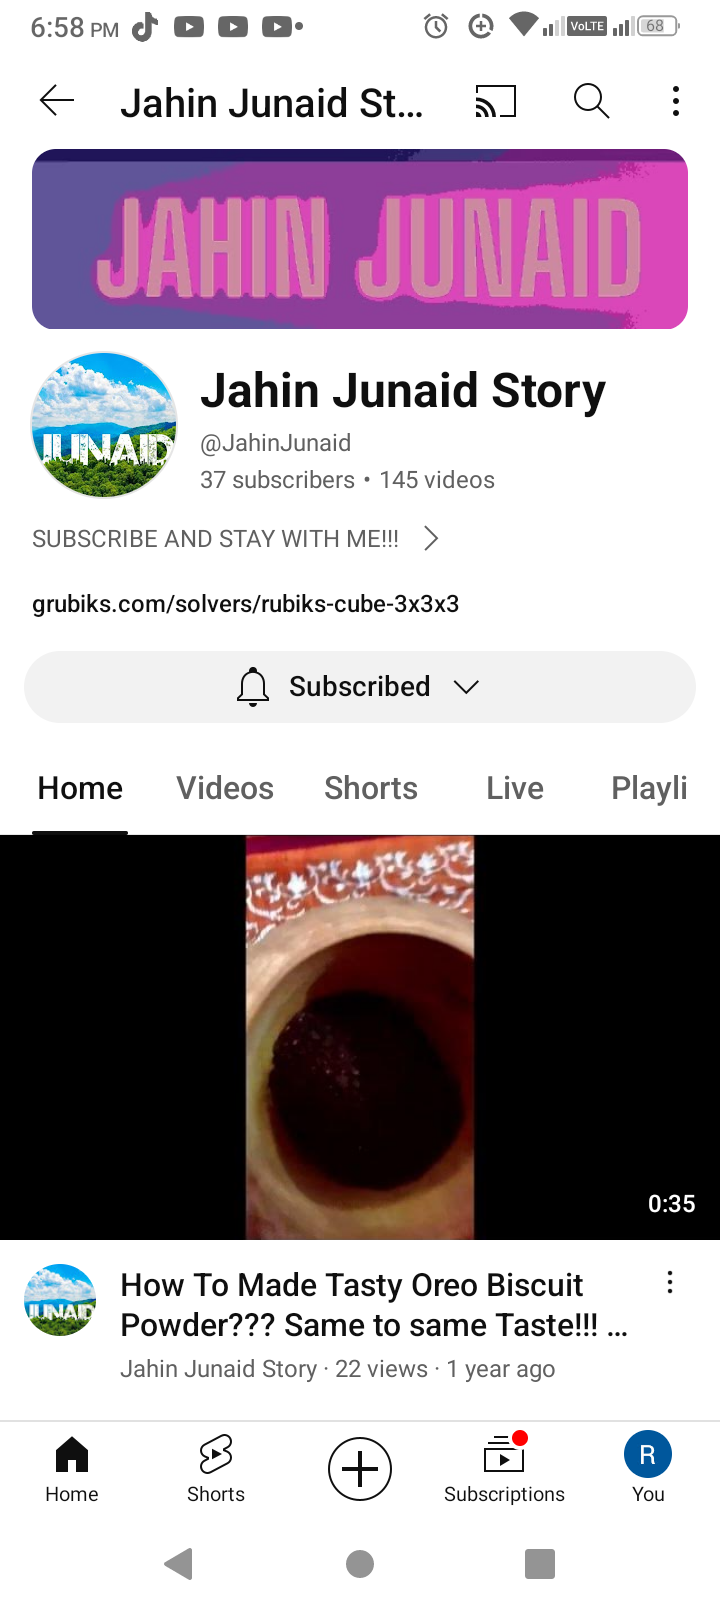 6:58 PM
VoLTE
68
Jahin Junaid St...
JAHIN JUNAID
JUNAID
Jahin Junaid Story
@JahinJunaid
37 subscribers • 145 videos
SUBSCRIBE AND STAY WITH ME!!!
grubiks.com/solvers/rubiks-cube-3x3x3
Subscribed
Home Videos Shorts Live Playli
0:35
JUNAID
How To Made Tasty Oreo Biscuit
Powder??? Same to same Taste!!! ...
Jahin Junaid Story · 22 views · 1 year ago
R
Home Shorts Subscriptions You